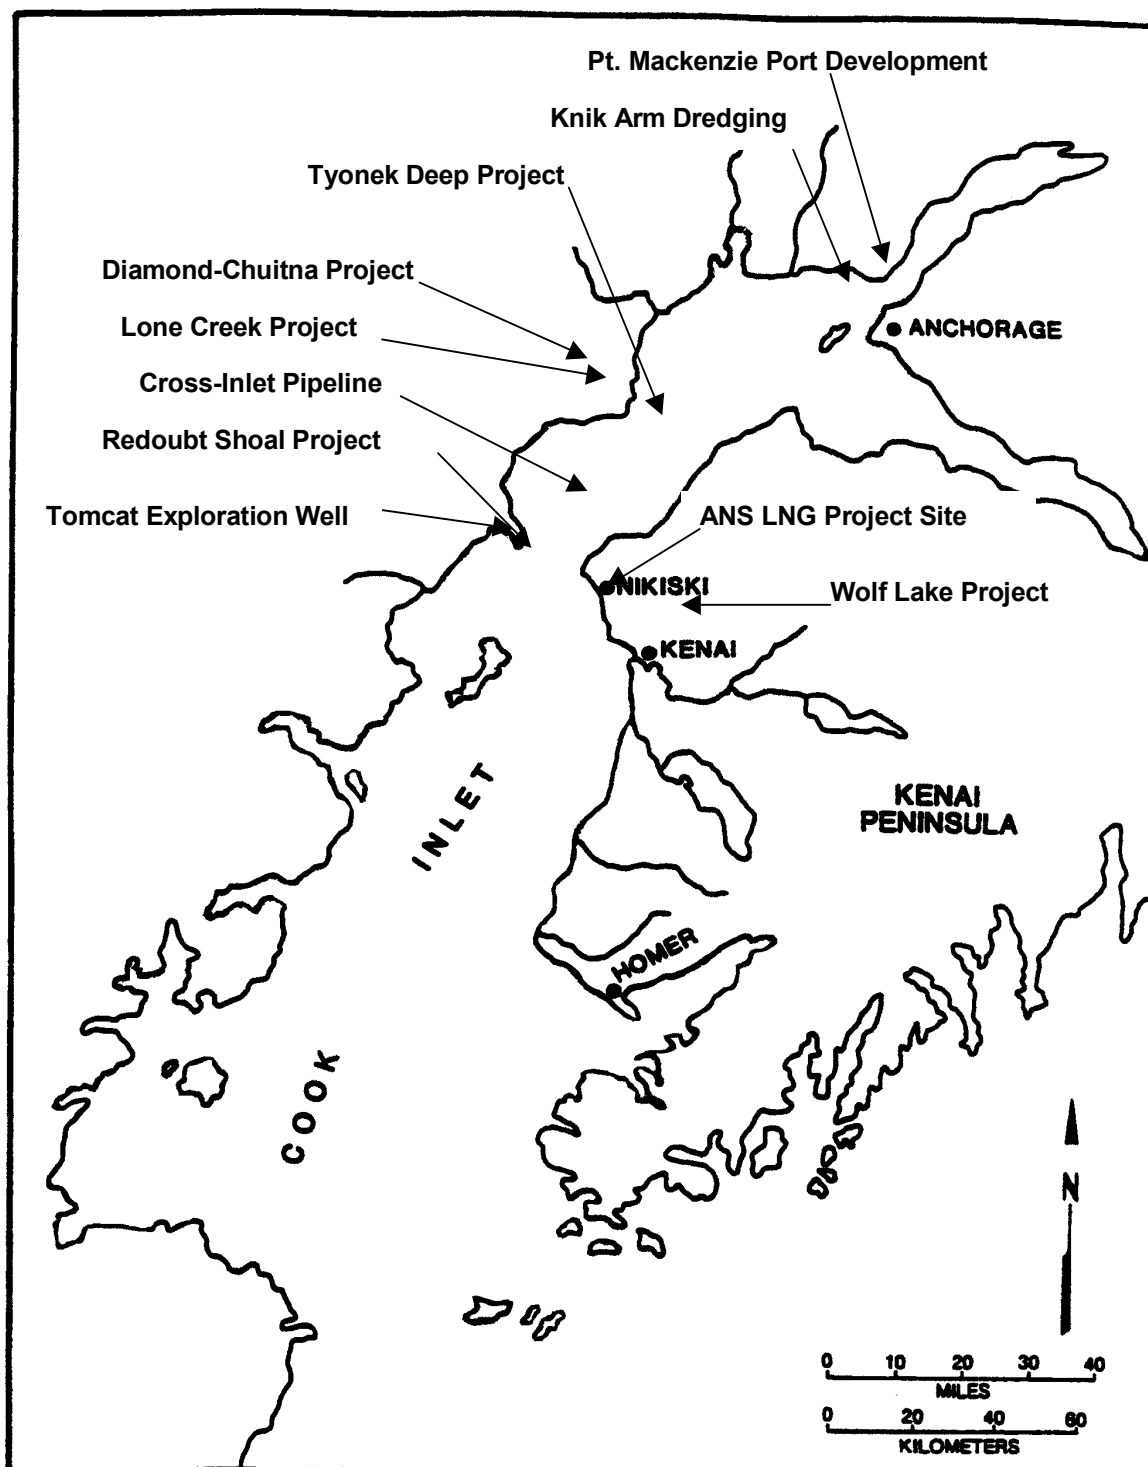 Pt. Mackenzie Port Development
Knik Arm Dredging
Tyonek Deep Project
Diamond-Chuitna Project
Lone Creek Project
ANCHORAGE
Cross-Inlet Pipeline
Redoubt Shoal Project
Tomcat Exploration Well
ANS LNG Project Site
NIKISKI
Wolf Lake Project
KENAI
KENAI
PENINSULA
COOK INLET
HOMER
N
0 10 20 30 40
MILES
0 20 40 60
KILOMETERS